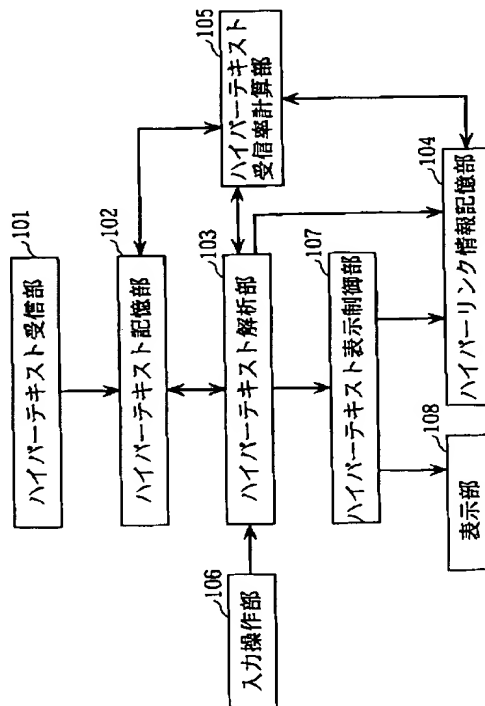 101
ハイパーテキスト受信部
102
ハイパーテキスト記憶部
105
ハイパーテキスト
受信率計算部
106
入力操作部
103
ハイパーテキスト解析部
107
ハイパーテキスト表示制御部
108
表示部
104
ハイパーリンク情報記憶部